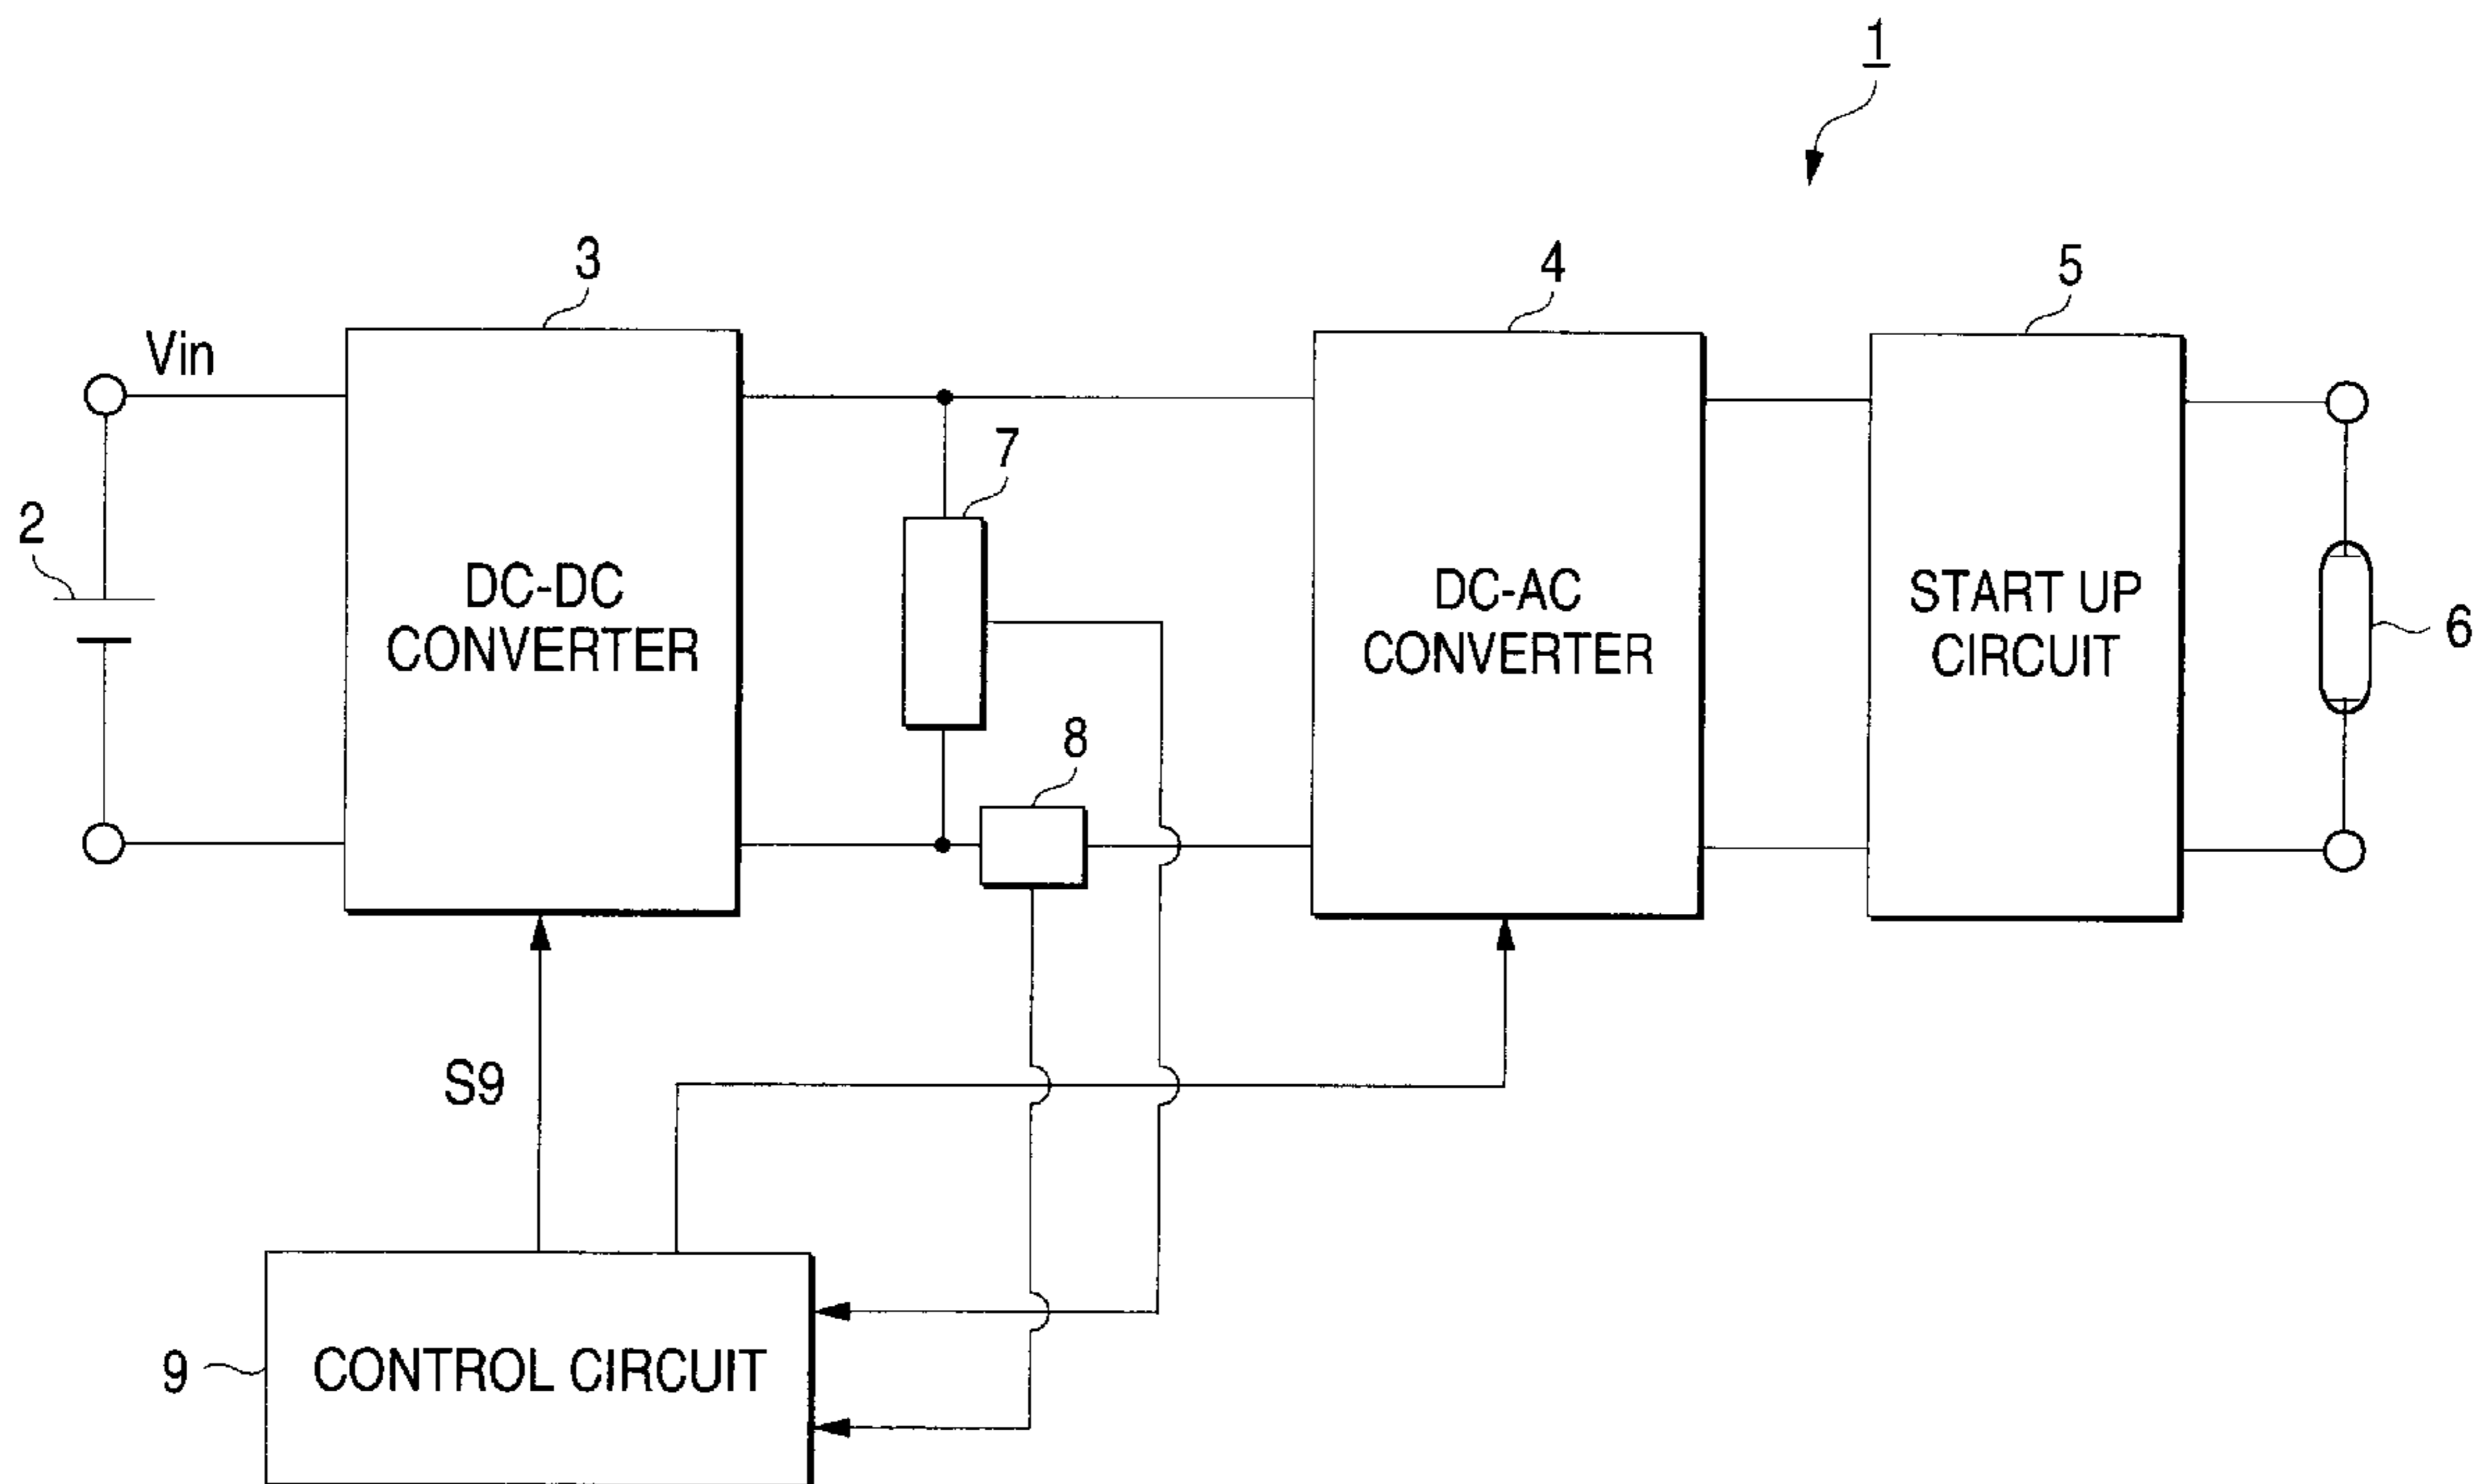 1
3
4
5
Vin
7
2
DC-DC
CONVERTER
DC-AC
CONVERTER
START UP
CIRCUIT
6
8
S9
9
CONTROL CIRCUIT